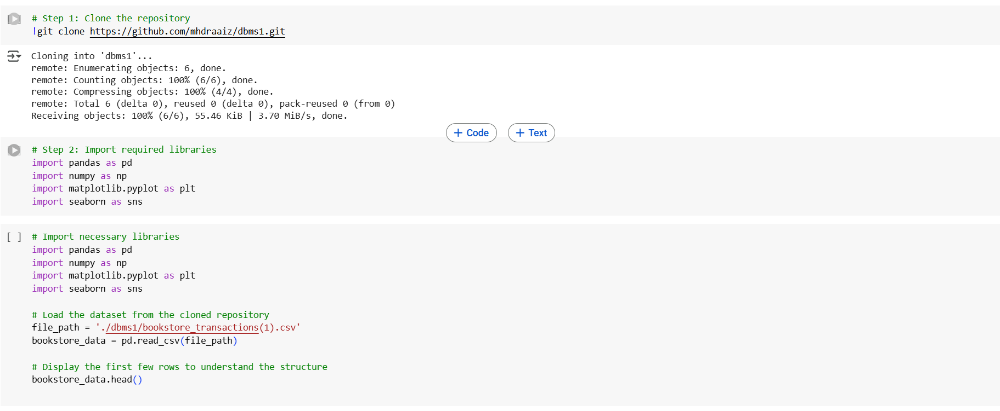 # Step 1: Clone the repository
!git clone https://github.com/mhdraaiz/dbms1.git
Cloning into 'dbms1'...
remote: Enumerating objects: 6, done.
remote: Counting objects: 100% (6/6), done.
remote: Compressing objects: 100% (4/4), done.
remote: Total 6 (delta 0), reused 0 (delta 0), pack-reused 0 (from 0)
Receiving objects: 100% (6/6), 55.46 KiB | 3.70 MiB/s, done.
+ Code + Text
# Step 2: Import required libraries
import pandas as pd
import numpy as np
import matplotlib.pyplot as plt
import seaborn as sns
[ ] # Import necessary libraries
import pandas as pd
import numpy as np
import matplotlib.pyplot as plt
import seaborn as sns
# Load the dataset from the cloned repository
file_path = './dbms1/bookstore_transactions(1).csv'
bookstore_data = pd.read_csv(file_path)
# Display the first few rows to understand the structure
bookstore_data.head()